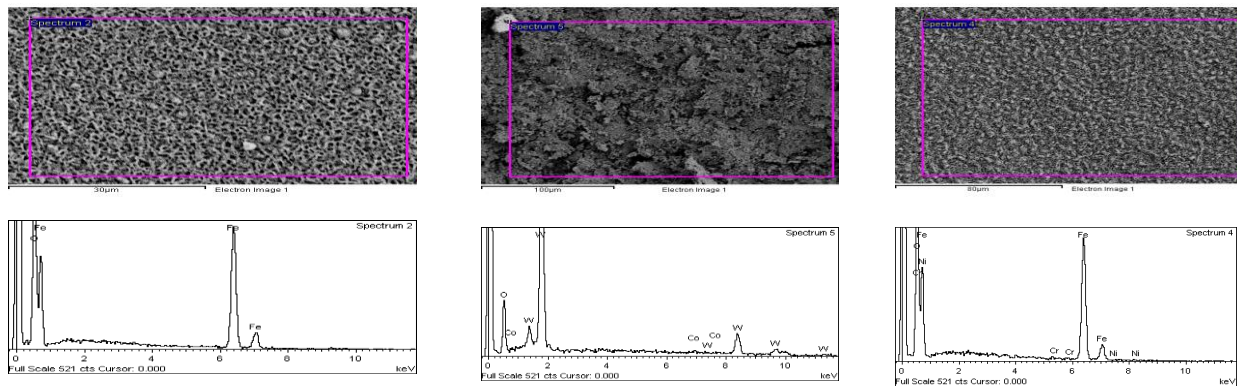 Spectrum 2
30µm
Electron Image 1
Spectrum 5
100µm
Electron Image 1
Spectrum 4
80µm
Electron Image 1
Spectrum 2
Fe
O
Fe
Fe
0 2 4 6 8 10
Full Scale 521 cts Cursor: 0.000
keV
Spectrum 5
W
O
Co
W
Co
Co
W
W
W
W
0 2 4 6 8 10
Full Scale 521 cts Cursor: 0.000
keV
Spectrum 4
Fe
O
Ni
Cr
Fe
Cr
Cr
Fe
Ni
Ni
0 2 4 6 8 10
Full Scale 521 cts Cursor: 0.000
keV